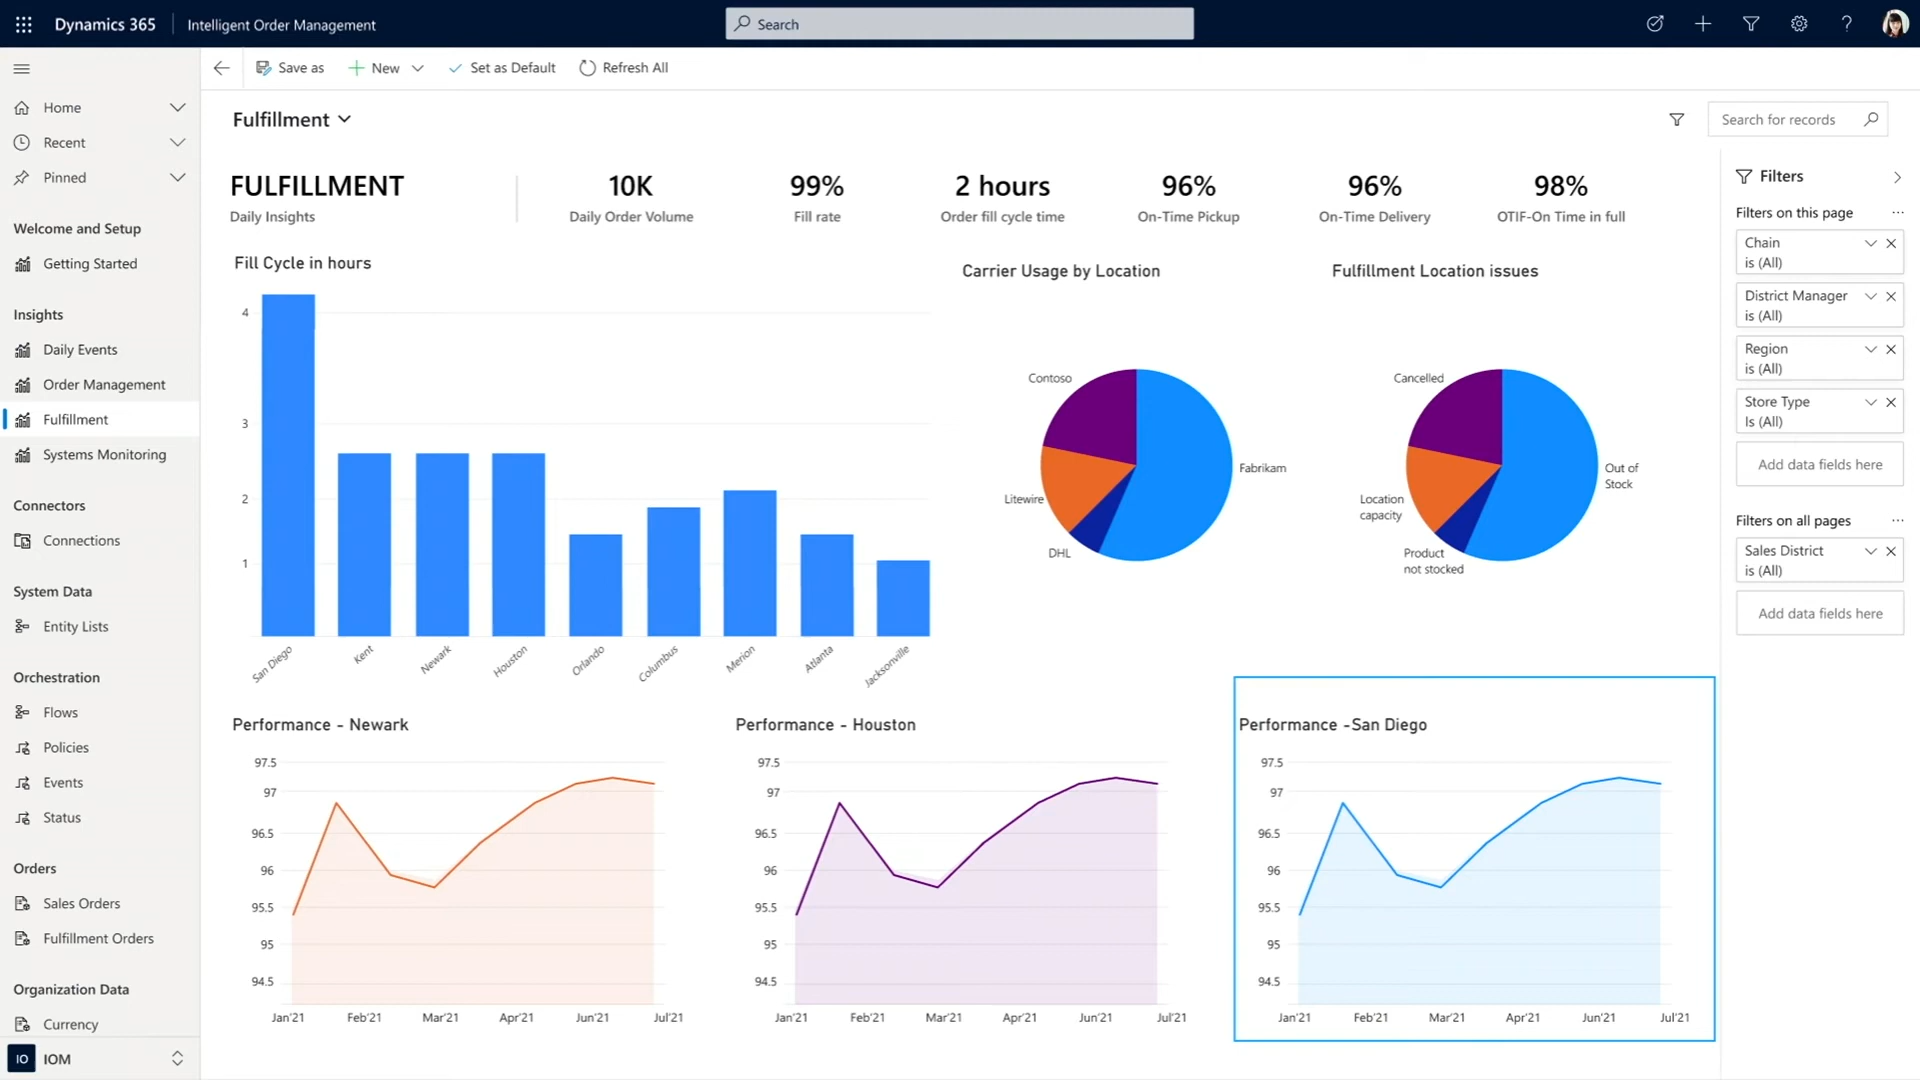 Dynamics 365
Intelligent Order Management
Search
Save as
New
Set as Default
Refresh All
Home
Recent
Pinned
Welcome and Setup
Getting Started
Insights
Daily Events
Order Management
Fulfillment
Systems Monitoring
Connectors
Connections
System Data
Entity Lists
Orchestration
Flows
Policies
Events
Status
Orders
Sales Orders
Fulfillment Orders
Organization Data
Currency
IO
IOM
Fulfillment
Search for records
FULFILLMENT
Daily Insights
10K
Daily Order Volume
99%
Fill rate
2 hours
Order fill cycle time
96%
On-Time Pickup
96%
On-Time Delivery
98%
OTIF-On Time in full
Fill Cycle in hours
4
3
2
1
San Diego
Kent
Newark
Houston
Orlando
Columbus
Merion
Atlanta
Jacksonville
Carrier Usage by Location
Contoso
Fabrikam
Litewire
DHL
Fulfillment Location issues
Cancelled
Out of
Stock
Location
capacity
Product
not stocked
Performance - Newark
97.5
97
96.5
96
95.5
95
94.5
Jan'21
Feb'21
Mar'21
Apr'21
Jun'21
Jul'21
Performance - Houston
97.5
97
96.5
96
95.5
95
94.5
Jan'21
Feb'21
Mar'21
Apr'21
Jun'21
Jul'21
Performance -San Diego
97.5
97
96.5
96
95.5
95
94.5
Jan'21
Feb'21
Mar'21
Apr'21
Jun'21
Jul'21
Filters
Filters on this page
Chain
is (All)
District Manager
is (All)
Region
is (All)
Store Type
Is (All)
Add data fields here
Filters on all pages
Sales District
is (All)
Add data fields here